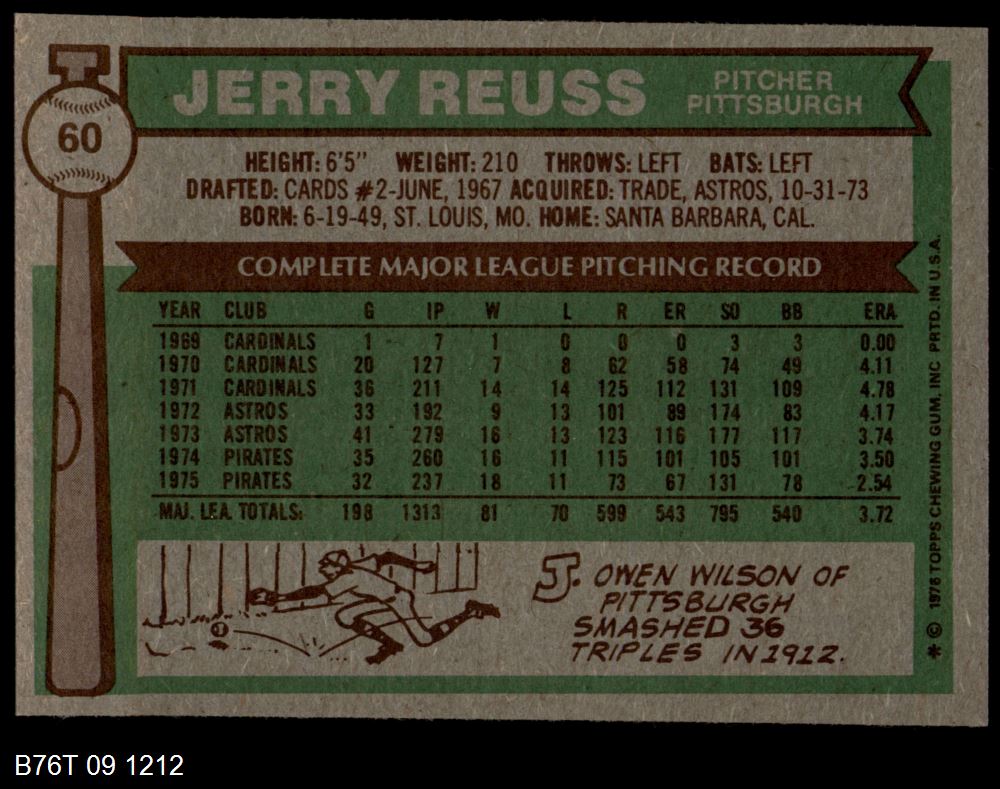 60
JERRY REUSS
PITCHER
PITTSBURGH
HEIGHT: 6'5" WEIGHT: 210 THROWS: LEFT BATS: LEFT
DRAFTED: CARDS #2-JUNE, 1967 ACQUIRED: TRADE, ASTROS, 10-31-73
BORN: 6-19-49, ST. LOUIS, MO. HOME: SANTA BARBARA, CAL.
COMPLETE MAJOR LEAGUE PITCHING RECORD
YEAR CLUB G IP W L R ER SO BB ERA
1969 CARDINALS 1 7 1 0 0 0 3 3 0.00
1970 CARDINALS 20 127 7 8 62 58 74 49 4.11
1971 CARDINALS 36 211 14 14 125 112 131 109 4.78
1972 ASTROS 33 192 9 13 101 89 174 83 4.17
1973 ASTROS 41 279 16 13 123 116 177 117 3.74
1974 PIRATES 35 260 16 11 115 101 105 101 3.50
1975 PIRATES 32 237 18 11 73 67 131 78 2.54
MAJ. LEA. TOTALS: 198 1313 81 70 599 543 795 540 3.72
J. OWEN WILSON OF
PITTSBURGH
SMASHED 36
TRIPLES IN 1912.
* © 1976 TOPPS CHEWING GUM, INC PRTD. IN U.S.A.
B76T 09 1212